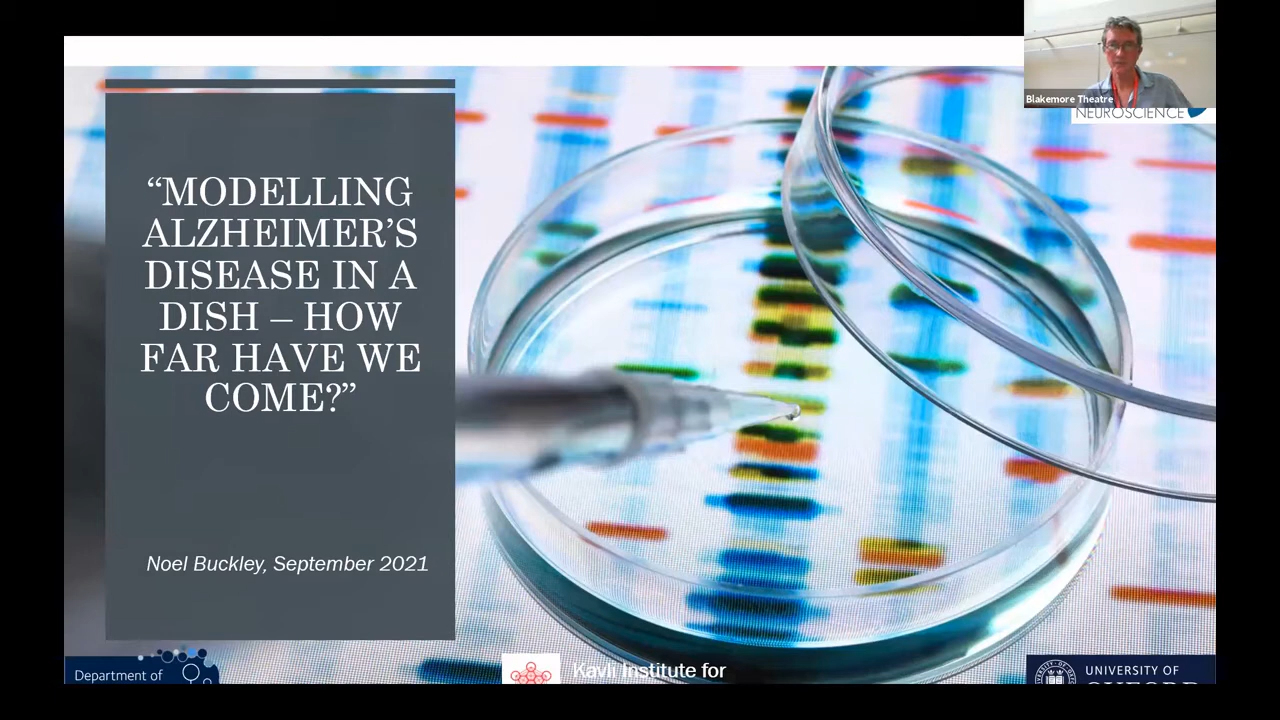 Blakemore Theatre
NEUROSCIENCE
“MODELLING
ALZHEIMER’S
DISEASE IN A
DISH – HOW
FAR HAVE WE
COME?”
Noel Buckley, September 2021
Department of
Kavli Institute for
UNIVERSITY OF
OXFORD